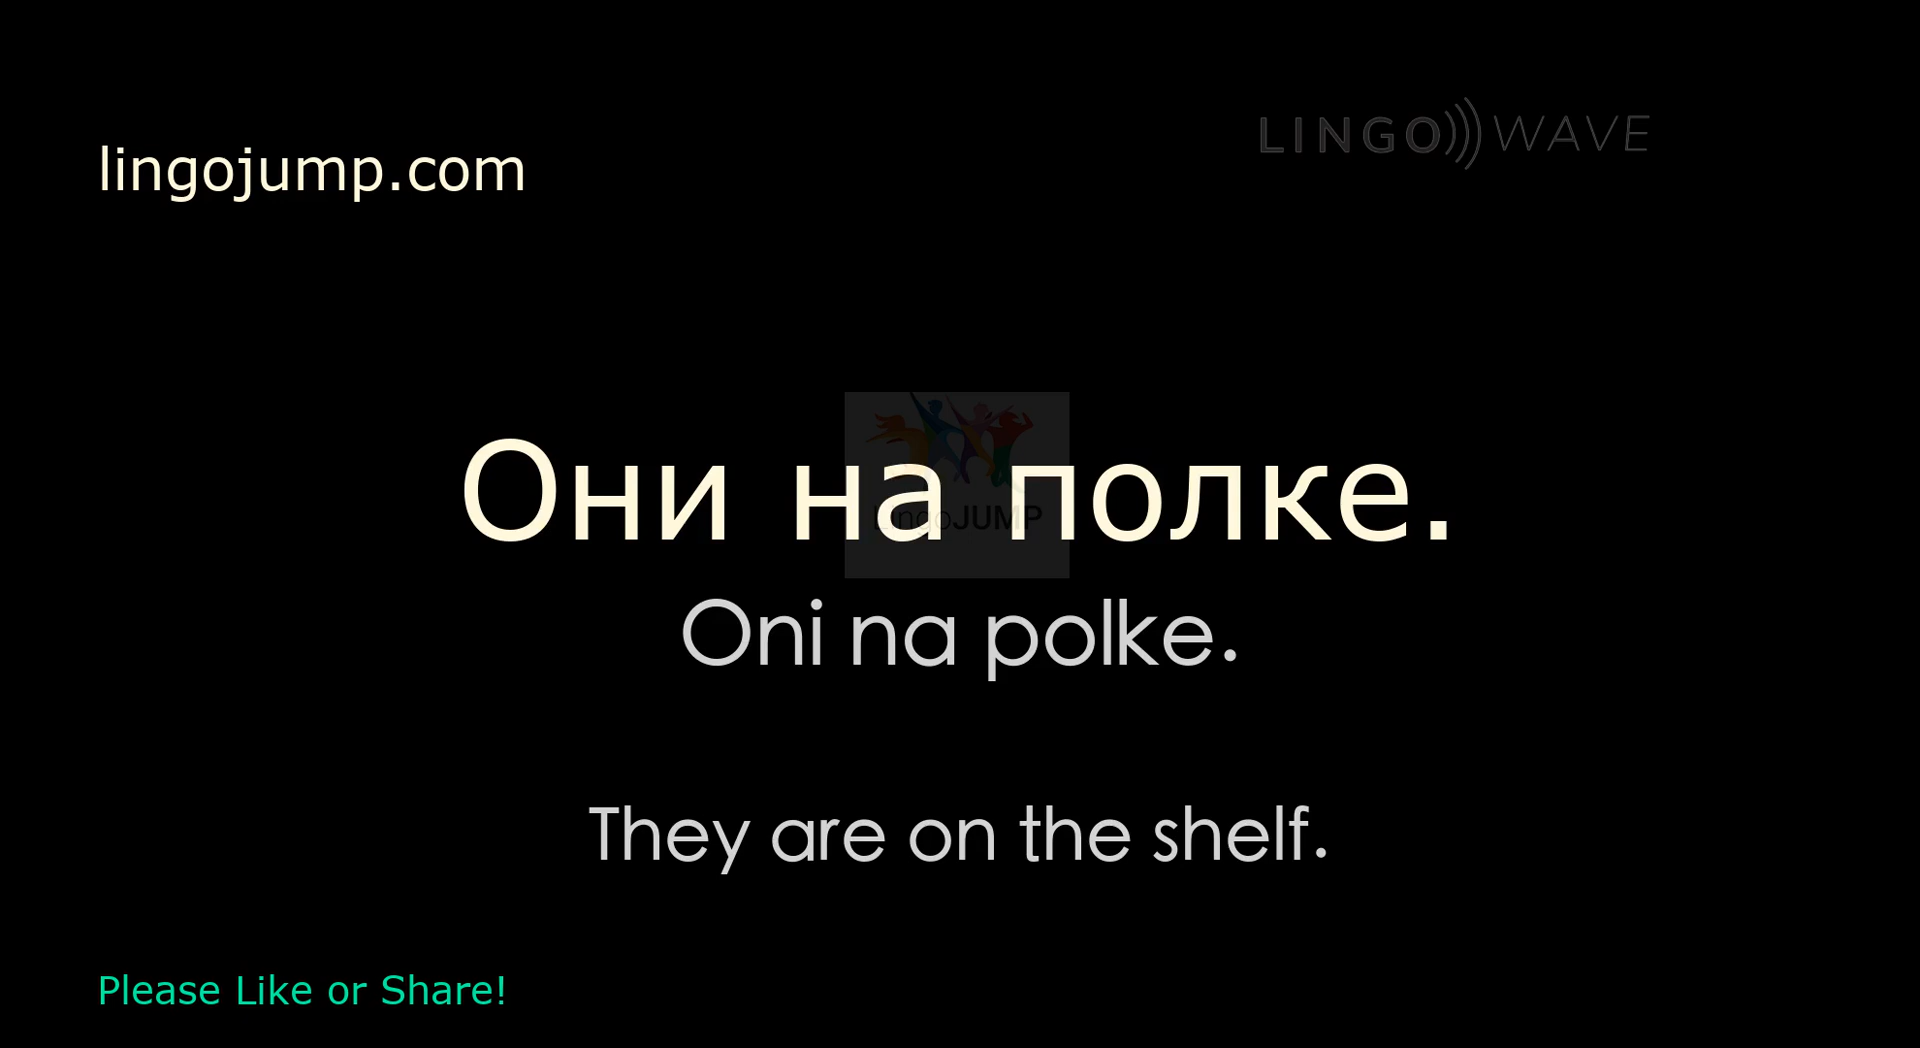 lingojump.com
LINGO WAVE
Они на полке.
LingoJUMP
Oni na polke.
They are on the shelf.
Please Like or Share!